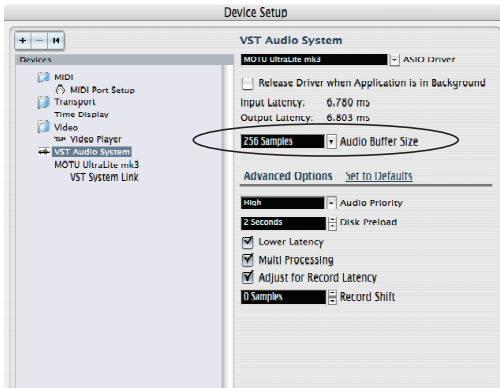 Device Setup
+ −
Devices
MIDI
MIDI Port Setup
Transport
Time Display
Video
Video Player
VST Audio System
MOTU UltraLite mk3
VST System Link
VST Audio System
MOTU UltraLite mk3 ASIO Driver
Release Driver when Application is in Background
Input Latency: 6.780 ms
Output Latency: 6.803 ms
256 Samples Audio Buffer Size
Advanced Options Set to Defaults
High Audio Priority
2 Seconds Disk Preload
Lower Latency
Multi Processing
Adjust for Record Latency
0 Samples Record Shift